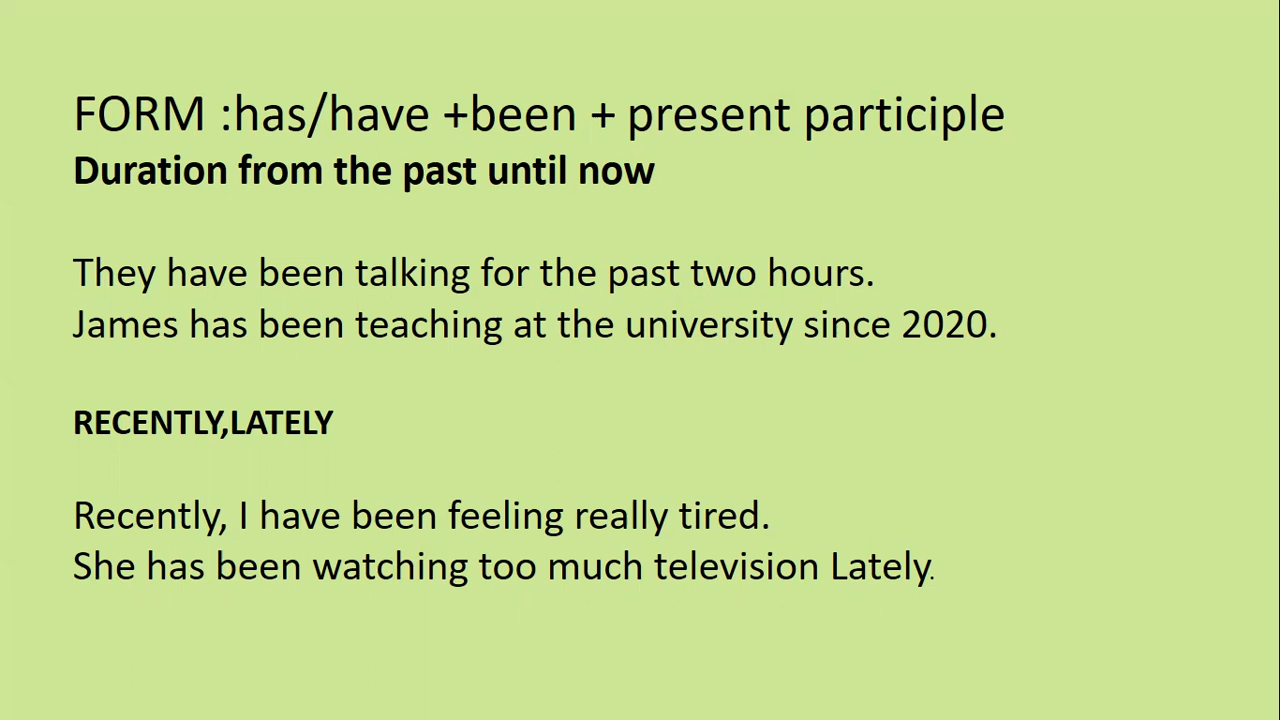 FORM :has/have +been + present participle
Duration from the past until now
They have been talking for the past two hours.
James has been teaching at the university since 2020.
RECENTLY,LATELY
Recently, I have been feeling really tired.
She has been watching too much television Lately.